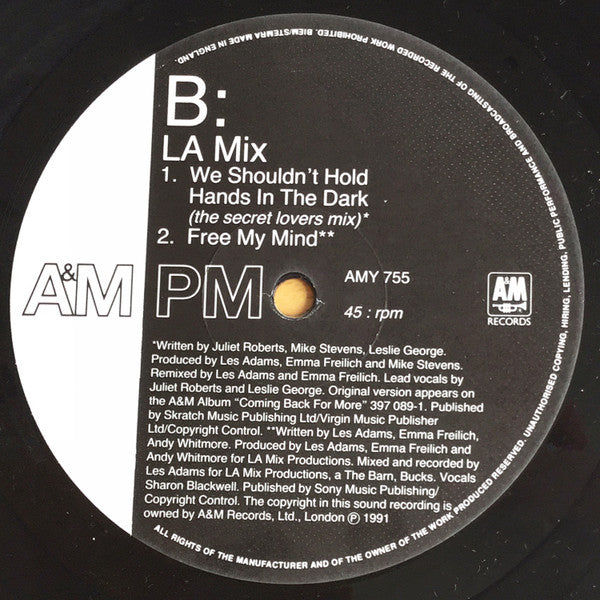 B:
LA Mix
1. We Shouldn't Hold
Hands In The Dark
(the secret lovers mix)*
2. Free My Mind**
A&M PM
AMY 755
45 : rpm
A&M
RECORDS
*Written by Juliet Roberts, Mike Stevens, Leslie George.
Produced by Les Adams, Emma Freilich and Mike Stevens.
Remixed by Les Adams and Emma Freilich. Lead vocals by
Juliet Roberts and Leslie George. Original version appears on
the A&M Album "Coming Back For More" 397 089-1. Published
by Skratch Music Publishing Ltd/Virgin Music Publisher
Ltd/Copyright Control. **Written by Les Adams, Emma Freilich,
Andy Whitmore. Produced by Les Adams, Emma Freilich and
Andy Whitmore for LA Mix Productions. Mixed and recorded by
Les Adams for LA Mix Productions, a The Barn, Bucks. Vocals
Sharon Blackwell. Published by Sony Music Publishing/
Copyright Control. The copyright in this sound recording is
owned by A&M Records, Ltd., London ℗ 1991
ALL RIGHTS OF THE MANUFACTURER AND OF THE OWNER OF THE WORK PRODUCED RESERVED. UNAUTHORISED COPYING, HIRING, LENDING, PUBLIC PERFORMANCE AND BROADCASTING OF THE RECORDED WORK PROHIBITED. BIEM/STEMRA MADE IN ENGLAND.